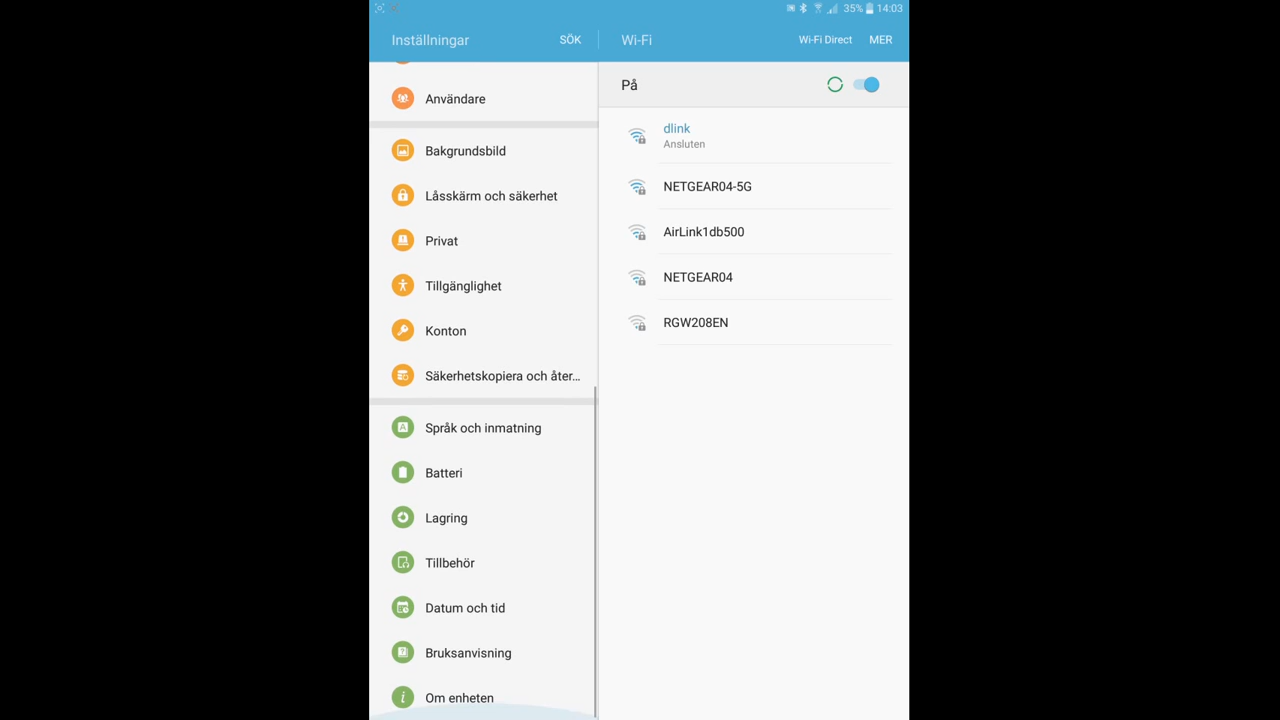 35% 14:03
Inställningar SÖK
Wi-Fi Wi-Fi Direct MER
Användare
Bakgrundsbild
Låsskärm och säkerhet
Privat
Tillgänglighet
Konton
Säkerhetskopiera och åter...
Språk och inmatning
Batteri
Lagring
Tillbehör
Datum och tid
Bruksanvisning
Om enheten
På
dlink
Ansluten
NETGEAR04-5G
AirLink1db500
NETGEAR04
RGW208EN